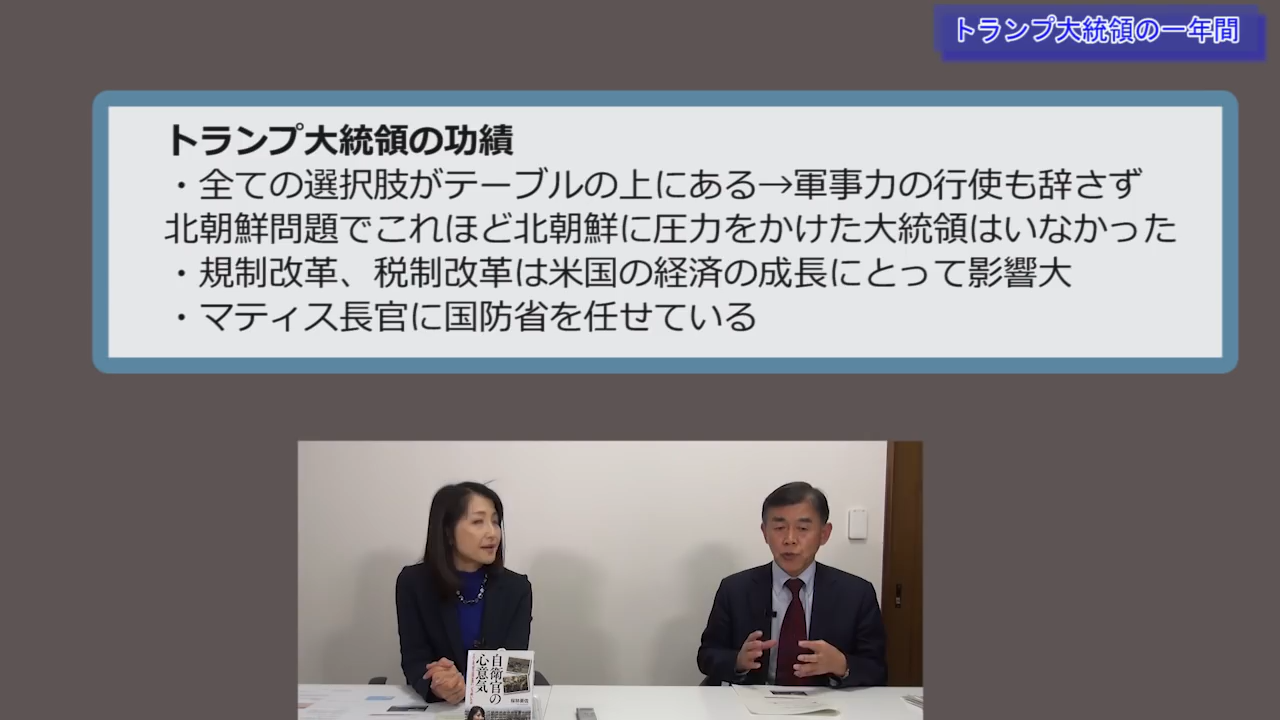 トランプ大統領の一年間
トランプ大統領の功績
・全ての選択肢がテーブルの上にある→軍事力の行使も辞さず
北朝鮮問題でこれほど北朝鮮に圧力をかけた大統領はいなかった
・規制改革、税制改革は米国の経済の成長にとって影響大
・マティス長官に国防省を任せている
自衛官の
心意気